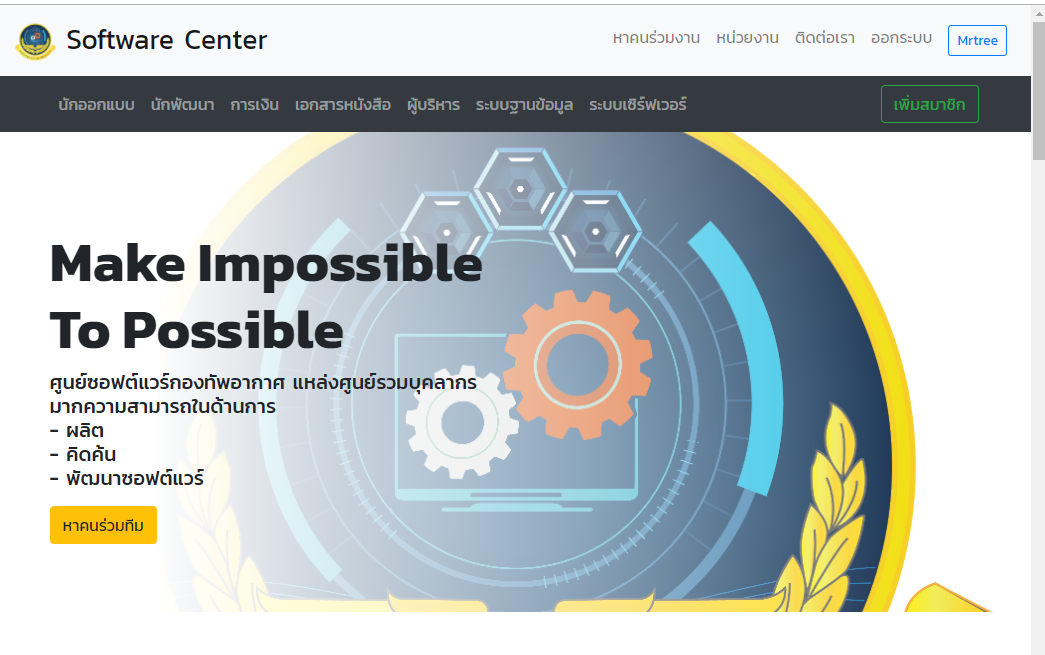 Software Center
หาคนร่วมงาน หน่วยงาน ติดต่อเรา ออกระบบ Mrtree
นักออกแบบ นักพัฒนา การเงิน เอกสารหนังสือ ผู้บริหาร ระบบฐานข้อมูล ระบบเซิร์ฟเวอร์ เพิ่มสมาชิก
Make Impossible
To Possible
ศูนย์ซอฟต์แวร์กองทัพอากาศ แหล่งศูนย์รวมบุคลากร
มากความสามารถในด้านการ
- ผลิต
- คิดค้น
- พัฒนาซอฟต์แวร์
หาคนร่วมทีม